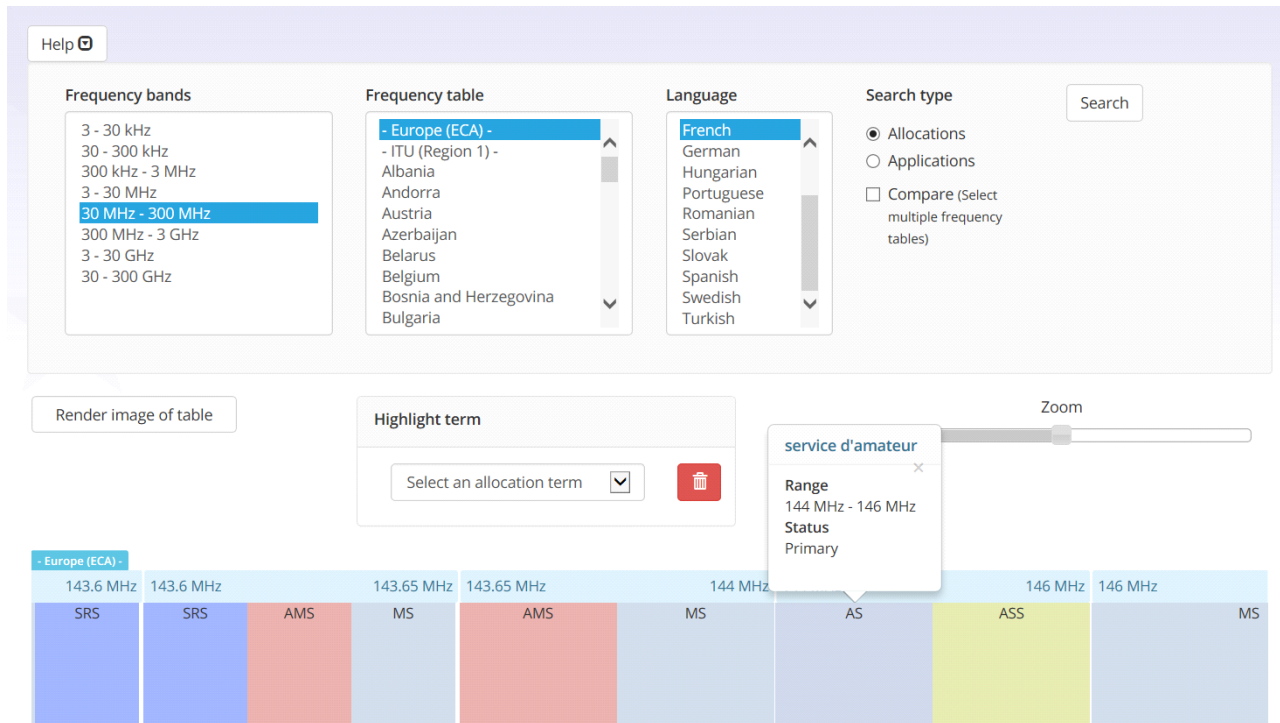 Help
Frequency bands
3 - 30 kHz
30 - 300 kHz
300 kHz - 3 MHz
3 - 30 MHz
30 MHz - 300 MHz
300 MHz - 3 GHz
3 - 30 GHz
30 - 300 GHz
Frequency table
- Europe (ECA) -
- ITU (Region 1) -
Albania
Andorra
Austria
Azerbaijan
Belarus
Belgium
Bosnia and Herzegovina
Bulgaria
Language
French
German
Hungarian
Portuguese
Romanian
Serbian
Slovak
Spanish
Swedish
Turkish
Search type
Allocations
Applications
Compare (Select
multiple frequency
tables)
Search
Render image of table
Highlight term
Select an allocation term
Zoom
service d'amateur
×
Range
144 MHz - 146 MHz
Status
Primary
- Europe (ECA) -
143.6 MHz 143.6 MHz 143.65 MHz 143.65 MHz 144 MHz 146 MHz 146 MHz
SRS SRS AMS MS AMS MS AS ASS MS